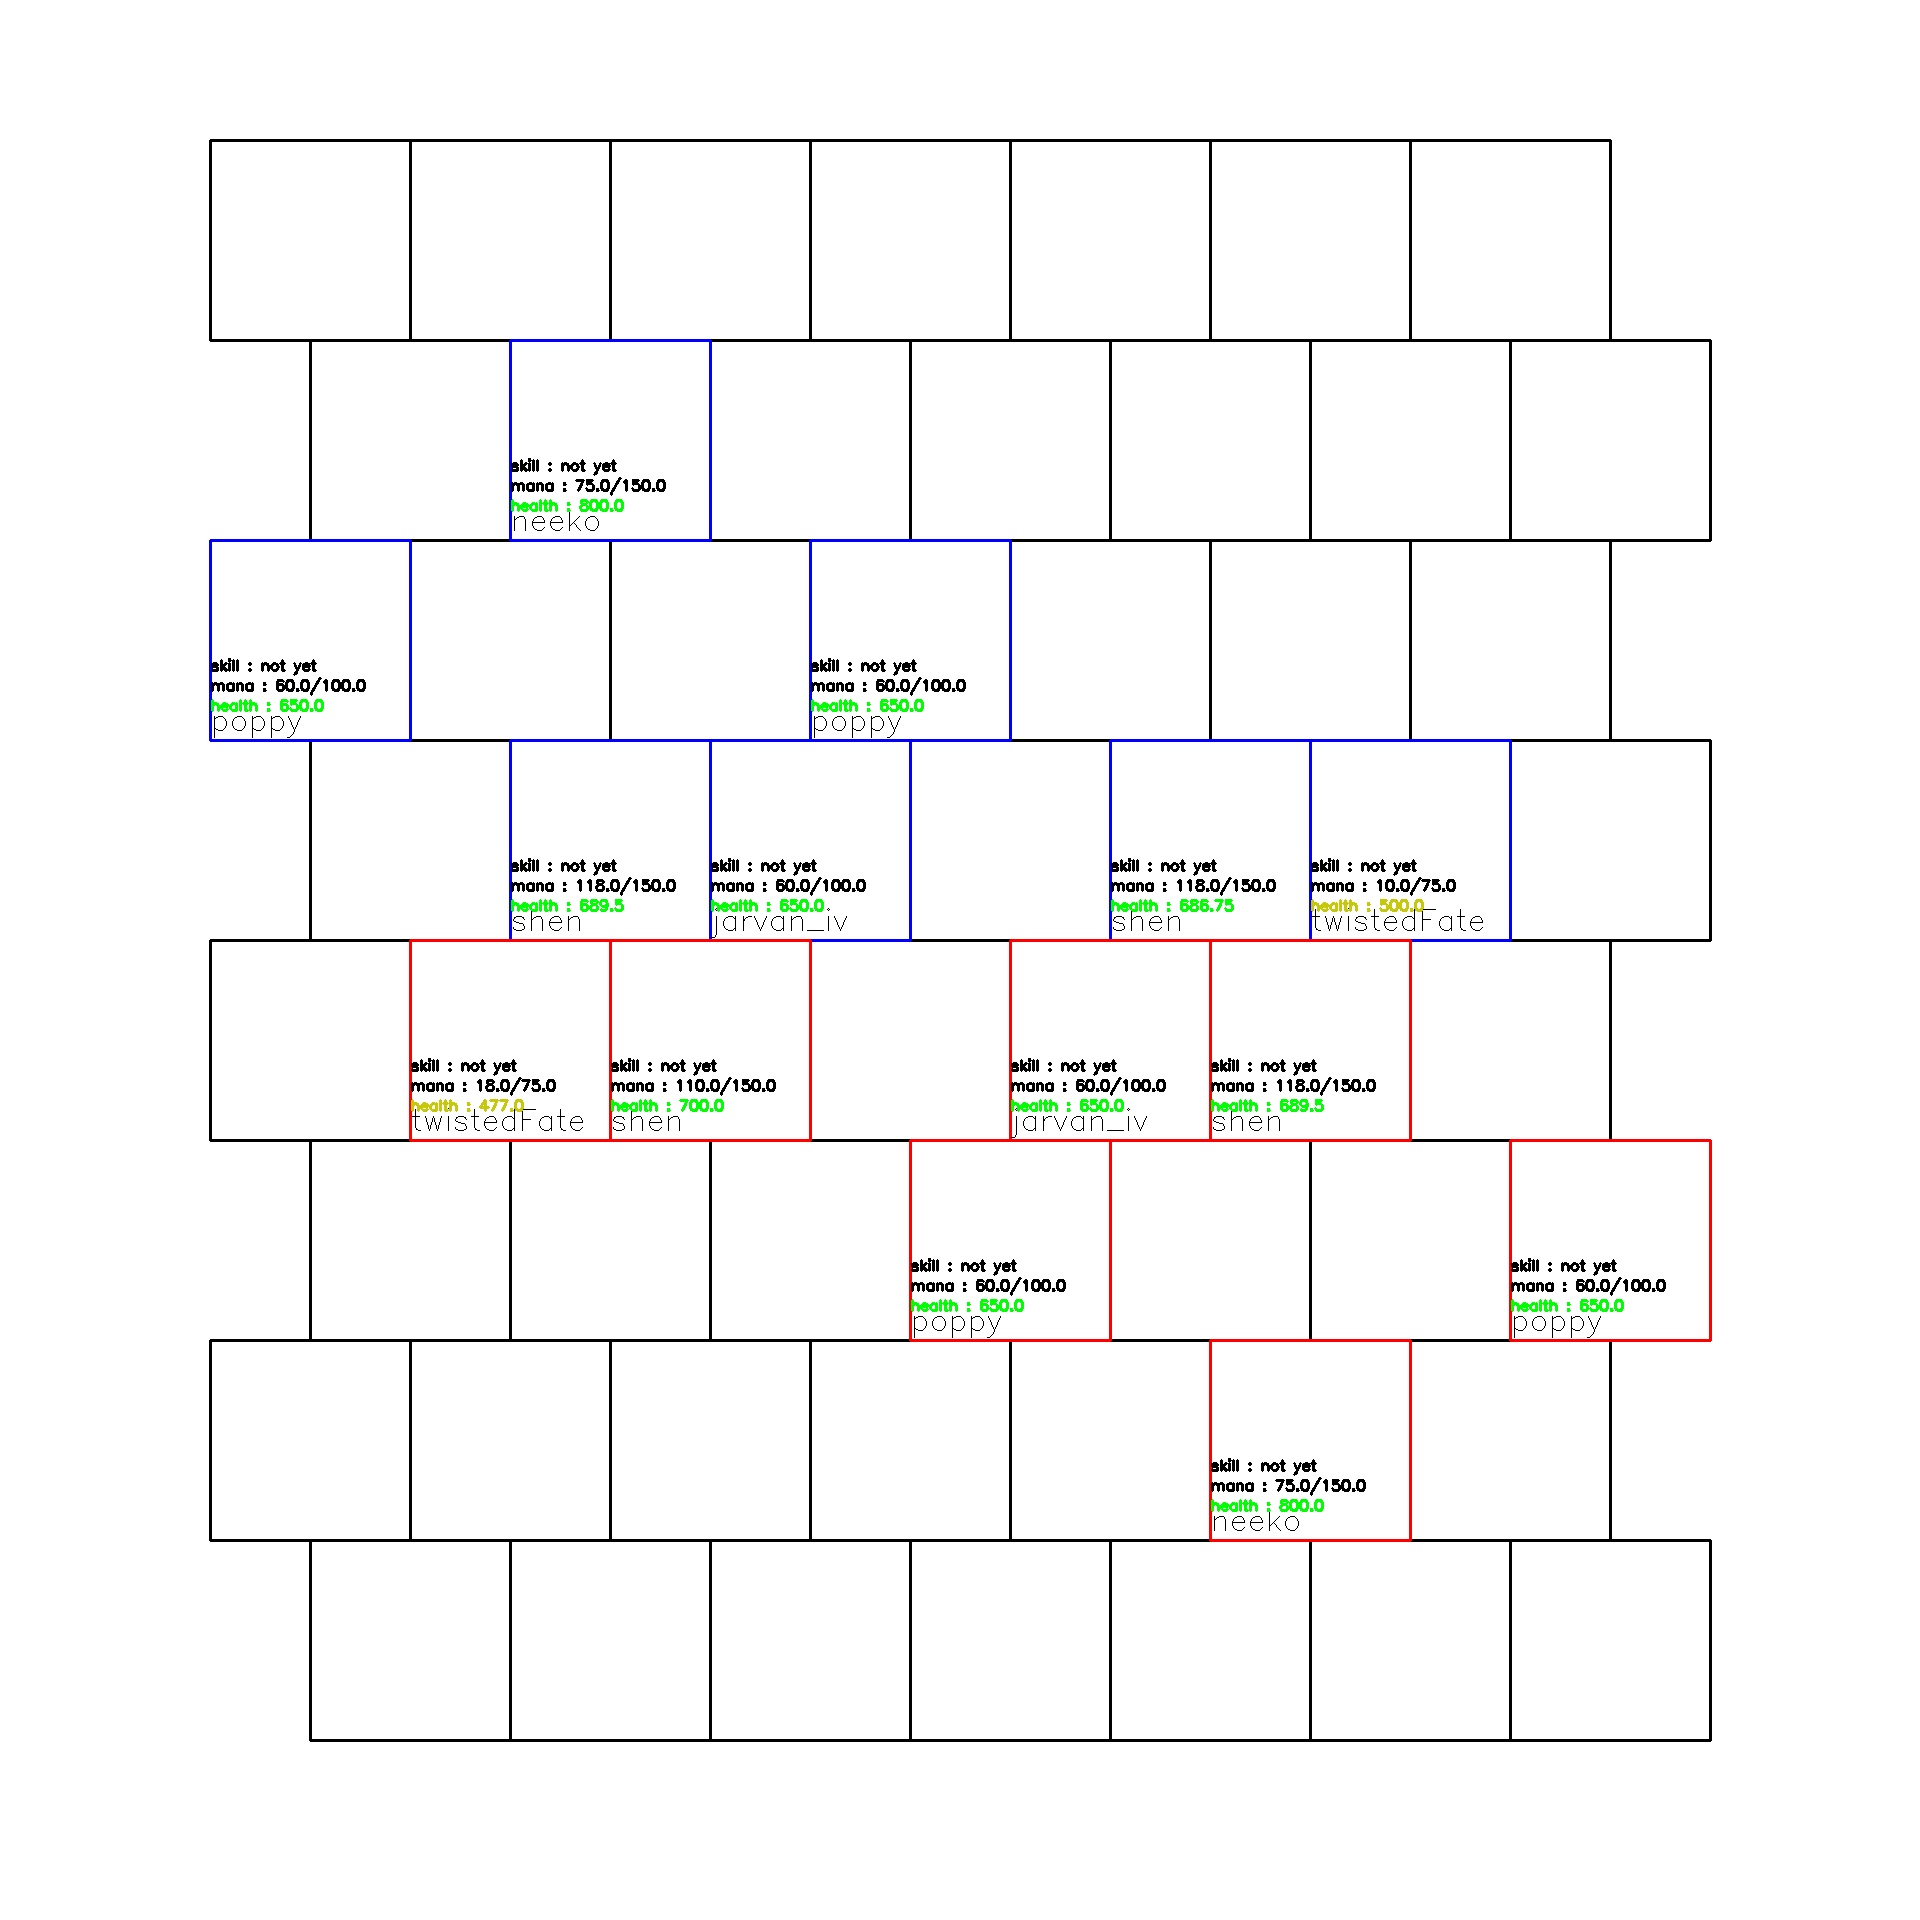 skill : not yet
mana : 75.0/150.0
health : 800.0
neeko
skill : not yet
mana : 60.0/100.0
health : 650.0
poppy
skill : not yet
mana : 60.0/100.0
health : 650.0
poppy
skill : not yet
mana : 118.0/150.0
health : 689.5
shen
skill : not yet
mana : 60.0/100.0
health : 650.0
jarvan_iv
skill : not yet
mana : 118.0/150.0
health : 686.75
shen
skill : not yet
mana : 10.0/75.0
health : 500.0
twistedFate
skill : not yet
mana : 18.0/75.0
health : 477.0
twistedFate
skill : not yet
mana : 110.0/150.0
health : 700.0
shen
skill : not yet
mana : 60.0/100.0
health : 650.0
jarvan_iv
skill : not yet
mana : 118.0/150.0
health : 689.5
shen
skill : not yet
mana : 60.0/100.0
health : 650.0
poppy
skill : not yet
mana : 60.0/100.0
health : 650.0
poppy
skill : not yet
mana : 75.0/150.0
health : 800.0
neeko